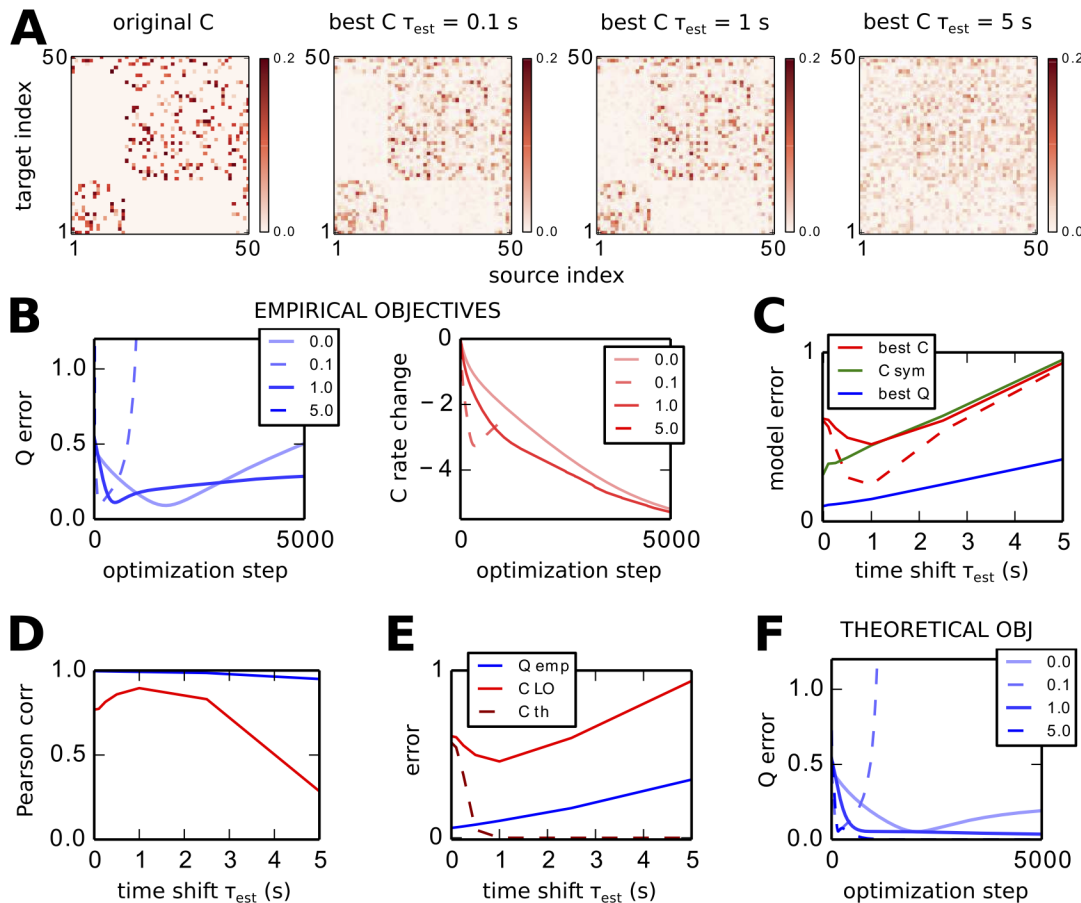 A
original C
best C τest = 0.1 s
best C τest = 1 s
best C τest = 5 s
target index
50
1
1
50
0.2
0.0
1
50
0.2
0.0
1
50
0.2
0.0
1
50
0.2
0.0
source index
B
EMPIRICAL OBJECTIVES
Q error
1.0
0.5
0.0
0
5000
optimization step
0.0
0.1
1.0
5.0
C rate change
0
−2
−4
0
5000
optimization step
0.0
0.1
1.0
5.0
C
model error
1
0
0
1
2
3
4
5
time shift τest (s)
best C
C sym
best Q
D
Pearson corr
1.0
0.5
0.0
0
1
2
3
4
5
time shift τest (s)
E
error
1
0
0
1
2
3
4
5
time shift τest (s)
Q emp
C LO
C th
F
THEORETICAL OBJ
Q error
1.0
0.5
0.0
0
5000
optimization step
0.0
0.1
1.0
5.0